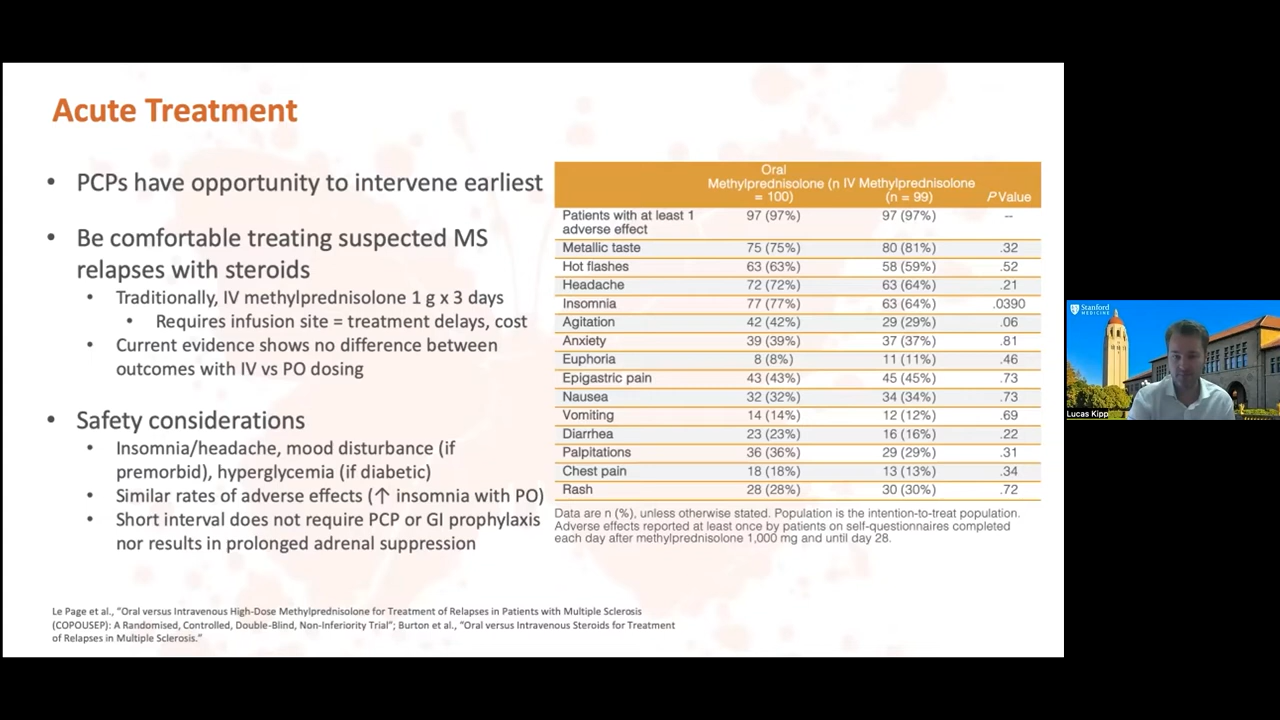 Acute Treatment
• PCPs have opportunity to intervene earliest
• Be comfortable treating suspected MS
relapses with steroids
• Traditionally, IV methylprednisolone 1 g x 3 days
• Requires infusion site = treatment delays, cost
• Current evidence shows no difference between
outcomes with IV vs PO dosing
• Safety considerations
• Insomnia/headache, mood disturbance (if
premorbid), hyperglycemia (if diabetic)
• Similar rates of adverse effects (↑ insomnia with PO)
• Short interval does not require PCP or GI prophylaxis
nor results in prolonged adrenal suppression
Oral
Methylprednisolone (n IV Methylprednisolone
= 100) (n = 99) P Value
Patients with at least 1 97 (97%) 97 (97%) --
adverse effect
Metallic taste 75 (75%) 80 (81%) .32
Hot flashes 63 (63%) 58 (59%) .52
Headache 72 (72%) 63 (64%) .21
Insomnia 77 (77%) 63 (64%) .0390
Agitation 42 (42%) 29 (29%) .06
Anxiety 39 (39%) 37 (37%) .81
Euphoria 8 (8%) 11 (11%) .46
Epigastric pain 43 (43%) 45 (45%) .73
Nausea 32 (32%) 34 (34%) .73
Vomiting 14 (14%) 12 (12%) .69
Diarrhea 23 (23%) 16 (16%) .22
Palpitations 36 (36%) 29 (29%) .31
Chest pain 18 (18%) 13 (13%) .34
Rash 28 (28%) 30 (30%) .72
Data are n (%), unless otherwise stated. Population is the intention-to-treat population.
Adverse effects reported at least once by patients on self-questionnaires completed
each day after methylprednisolone 1,000 mg and until day 28.
Le Page et al., "Oral versus Intravenous High-Dose Methylprednisolone for Treatment of Relapses in Patients with Multiple Sclerosis
(COPOUSEP): A Randomised, Controlled, Double-Blind, Non-Inferiority Trial"; Burton et al., "Oral versus Intravenous Steroids for Treatment
of Relapses in Multiple Sclerosis."
Stanford
MEDICINE
Lucas Kipp